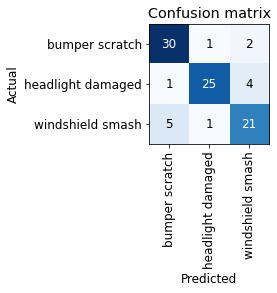 Confusion matrix
Actual
bumper scratch 30 1 2
headlight damaged 1 25 4
windshield smash 5 1 21
bumper scratch
headlight damaged
windshield smash
Predicted